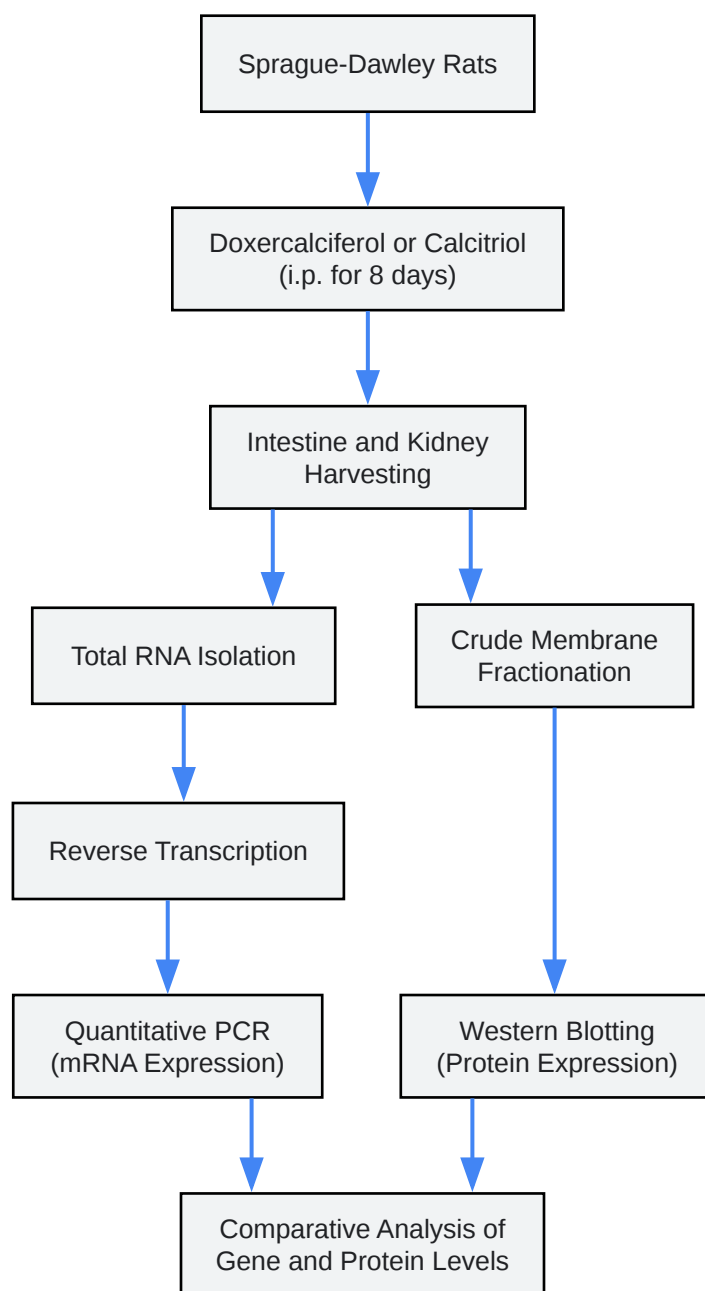 Sprague-Dawley Rats
Doxercalciferol or Calcitriol
(i.p. for 8 days)
Intestine and Kidney
Harvesting
Total RNA Isolation
Crude Membrane
Fractionation
Reverse Transcription
Quantitative PCR
(mRNA Expression)
Western Blotting
(Protein Expression)
Comparative Analysis of
Gene and Protein Levels